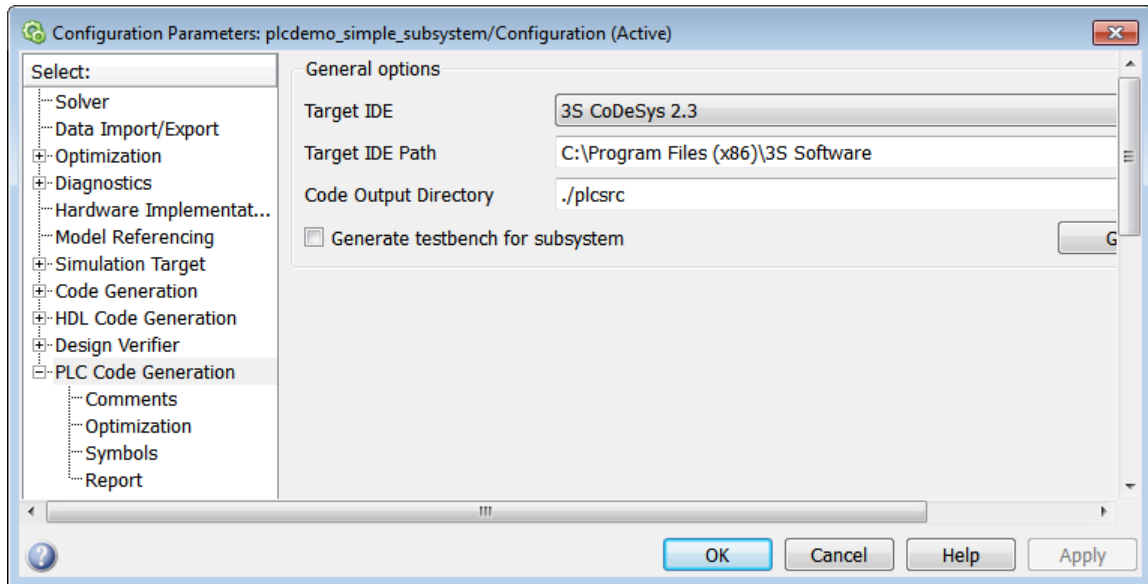 Configuration Parameters: plcdemo_simple_subsystem/Configuration (Active)
Select:
Solver
Data Import/Export
Optimization
Diagnostics
Hardware Implementat...
Model Referencing
Simulation Target
Code Generation
HDL Code Generation
Design Verifier
PLC Code Generation
Comments
Optimization
Symbols
Report
General options
Target IDE 3S CoDeSys 2.3
Target IDE Path C:\Program Files (x86)\3S Software
Code Output Directory ./plcsrc
Generate testbench for subsystem
OK Cancel Help Apply